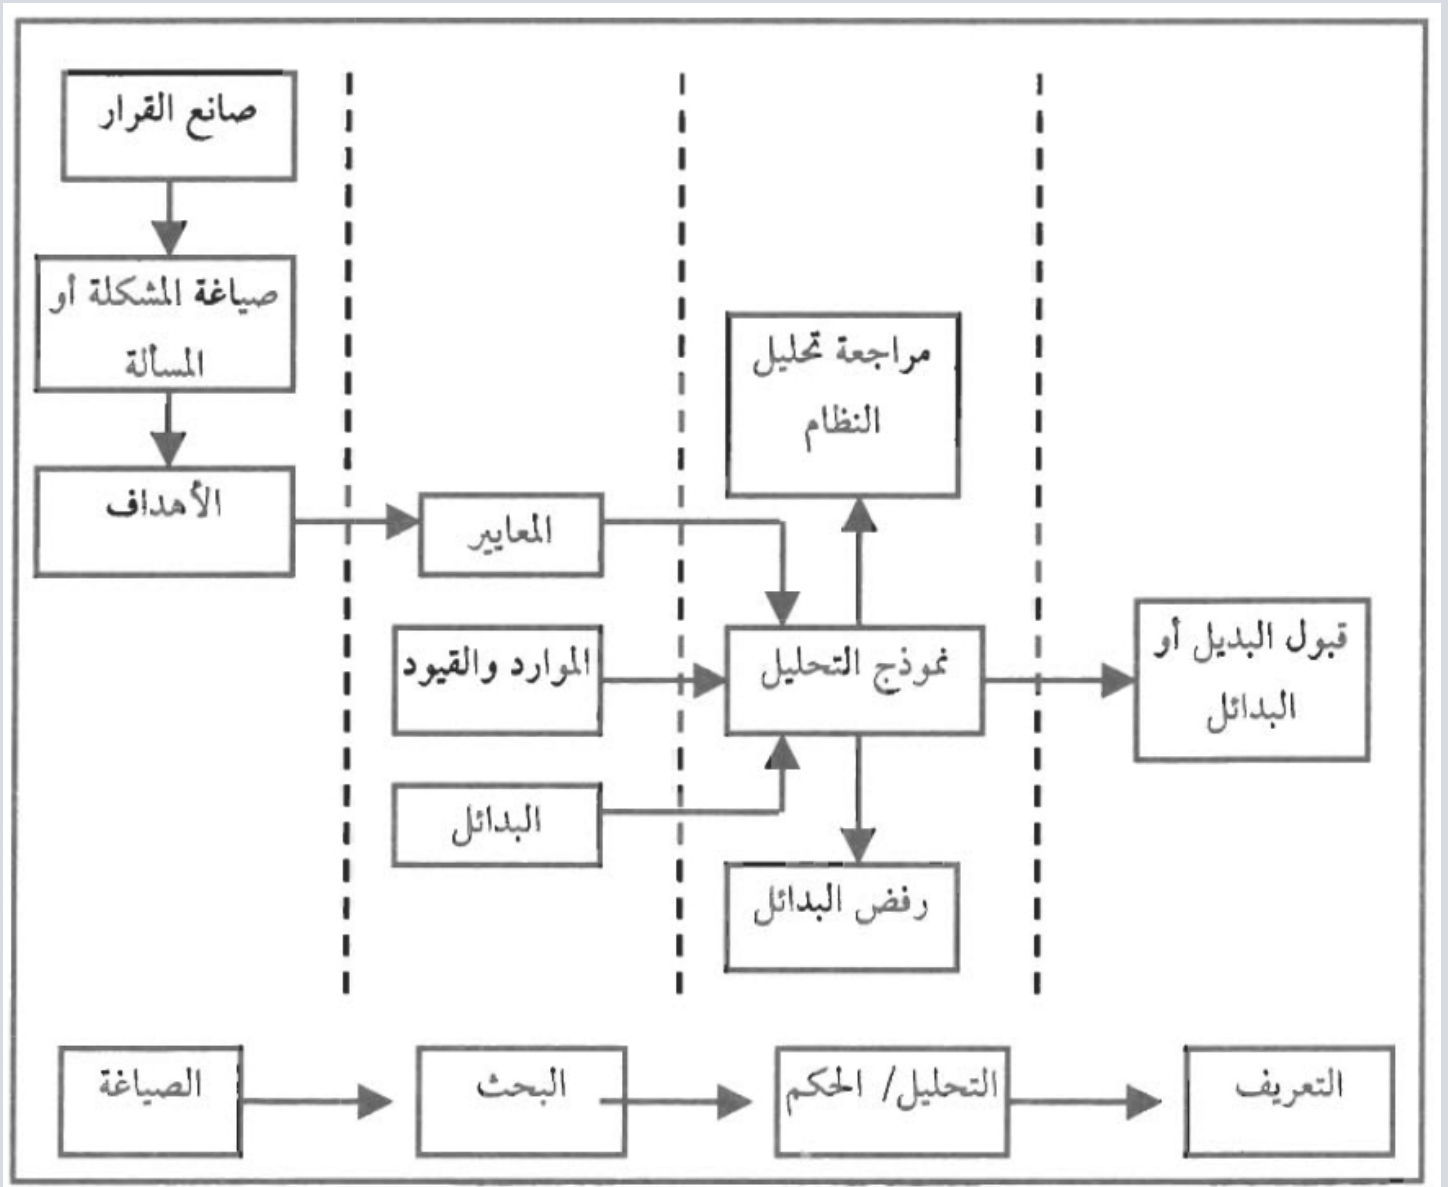 صانع القرار
صياغة المشكلة أو
المسألة
الأهداف
المعايير
الموارد والقيود
البدائل
مراجعة تحليل
النظام
نموذج التحليل
رفض البدائل
قبول البديل أو
البدائل
الصياغة
البحث
التحليل/ الحكم
التعريف